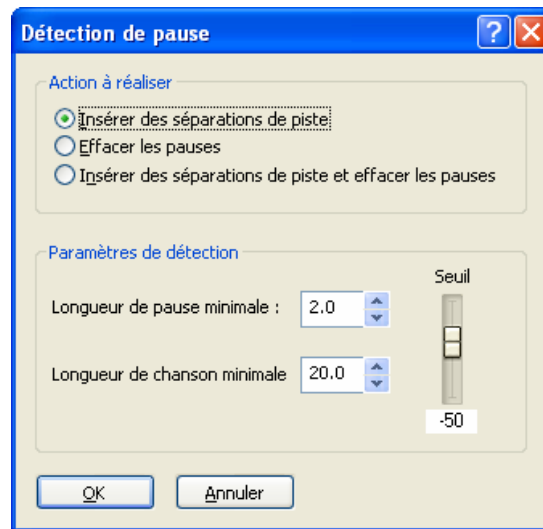 Détection de pause
Action à réaliser
Insérer des séparations de piste
Effacer les pauses
Insérer des séparations de piste et effacer les pauses
Paramètres de détection
Seuil
Longueur de pause minimale : 2.0
Longueur de chanson minimale 20.0
-50
OK Annuler